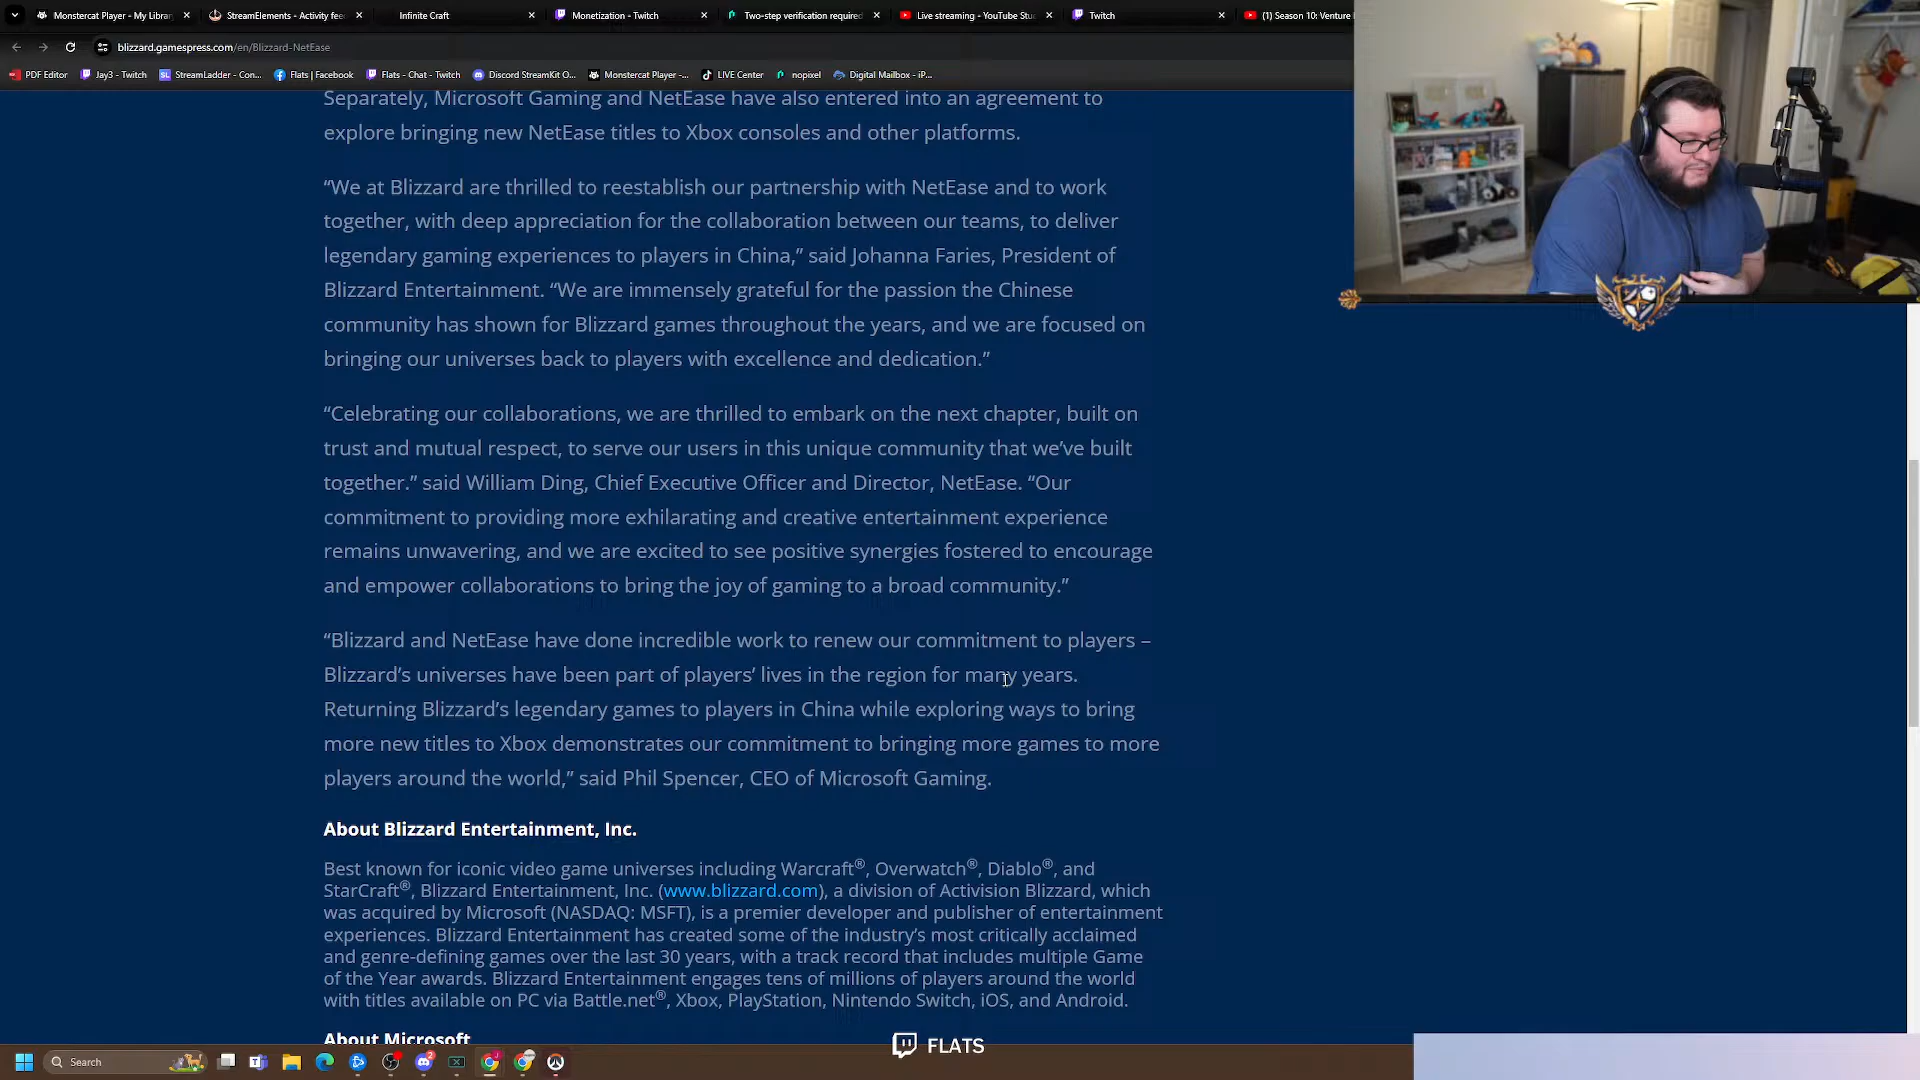 Monstercat Player - My Library
StreamElements - Activity fee
Infinite Craft
Monetization - Twitch
Two-step verification required
Live streaming - YouTube Stu
Twitch
(1) Season 10: Venture
blizzard.gamespress.com/en/Blizzard-NetEase
PDF Editor
Jay3 - Twitch
StreamLadder - Con...
Flats | Facebook
Flats - Chat - Twitch
Discord StreamKit O...
Monstercat Player -...
LIVE Center
nopixel
Digital Mailbox - iP...
Separately, Microsoft Gaming and NetEase have also entered into an agreement to
explore bringing new NetEase titles to Xbox consoles and other platforms.
“We at Blizzard are thrilled to reestablish our partnership with NetEase and to work
together, with deep appreciation for the collaboration between our teams, to deliver
legendary gaming experiences to players in China,” said Johanna Faries, President of
Blizzard Entertainment. “We are immensely grateful for the passion the Chinese
community has shown for Blizzard games throughout the years, and we are focused on
bringing our universes back to players with excellence and dedication.”
“Celebrating our collaborations, we are thrilled to embark on the next chapter, built on
trust and mutual respect, to serve our users in this unique community that we’ve built
together.” said William Ding, Chief Executive Officer and Director, NetEase. “Our
commitment to providing more exhilarating and creative entertainment experience
remains unwavering, and we are excited to see positive synergies fostered to encourage
and empower collaborations to bring the joy of gaming to a broad community.”
“Blizzard and NetEase have done incredible work to renew our commitment to players –
Blizzard’s universes have been part of players’ lives in the region for many years.
Returning Blizzard’s legendary games to players in China while exploring ways to bring
more new titles to Xbox demonstrates our commitment to bringing more games to more
players around the world,” said Phil Spencer, CEO of Microsoft Gaming.
About Blizzard Entertainment, Inc.
Best known for iconic video game universes including Warcraft®, Overwatch®, Diablo®, and
StarCraft®, Blizzard Entertainment, Inc. (www.blizzard.com), a division of Activision Blizzard, which
was acquired by Microsoft (NASDAQ: MSFT), is a premier developer and publisher of entertainment
experiences. Blizzard Entertainment has created some of the industry’s most critically acclaimed
and genre-defining games over the last 30 years, with a track record that includes multiple Game
of the Year awards. Blizzard Entertainment engages tens of millions of players around the world
with titles available on PC via Battle.net®, Xbox, PlayStation, Nintendo Switch, iOS, and Android.
About Microsoft
FLATS
Search